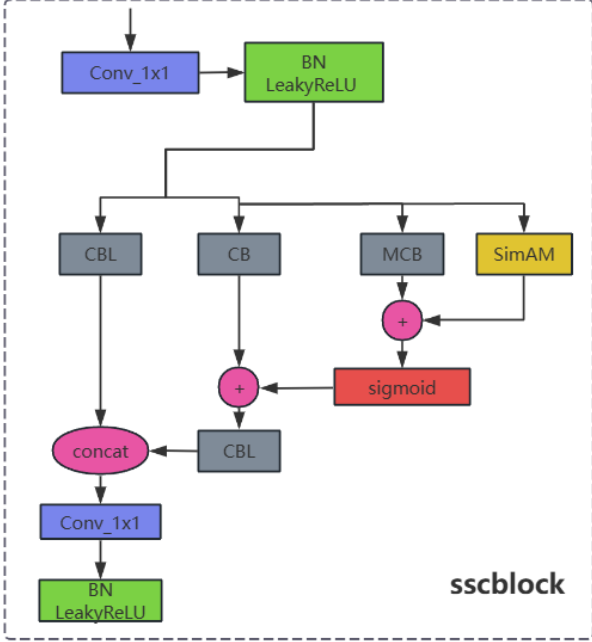 Conv_1x1
BN
LeakyReLU
CBL
CB
MCB
SimAM
+
sigmoid
+
CBL
concat
Conv_1x1
BN
LeakyReLU
sscblock